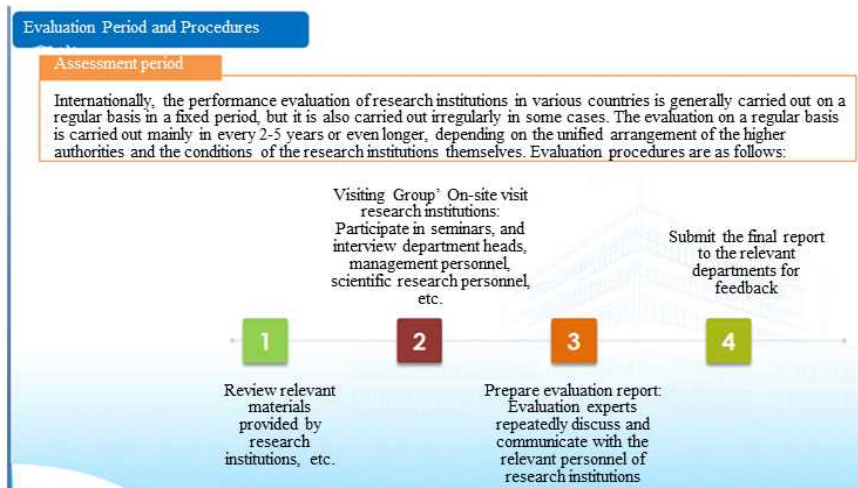 Evaluation Period and Procedures
Assessment period
Internationally, the performance evaluation of research institutions in various countries is generally carried out on a
regular basis in a fixed period, but it is also carried out irregularly in some cases. The evaluation on a regular basis
is carried out mainly in every 2-5 years or even longer, depending on the unified arrangement of the higher
authorities and the conditions of the research institutions themselves. Evaluation procedures are as follows:
Visiting Group’ On-site visit
research institutions:
Participate in seminars, and
interview department heads,
management personnel,
scientific research personnel,
etc.
Submit the final report
to the relevant
departments for
feedback
1
2
3
4
Review relevant
materials
provided by
research
institutions, etc.
Prepare evaluation report:
Evaluation experts
repeatedly discuss and
communicate with the
relevant personnel of
research institutions